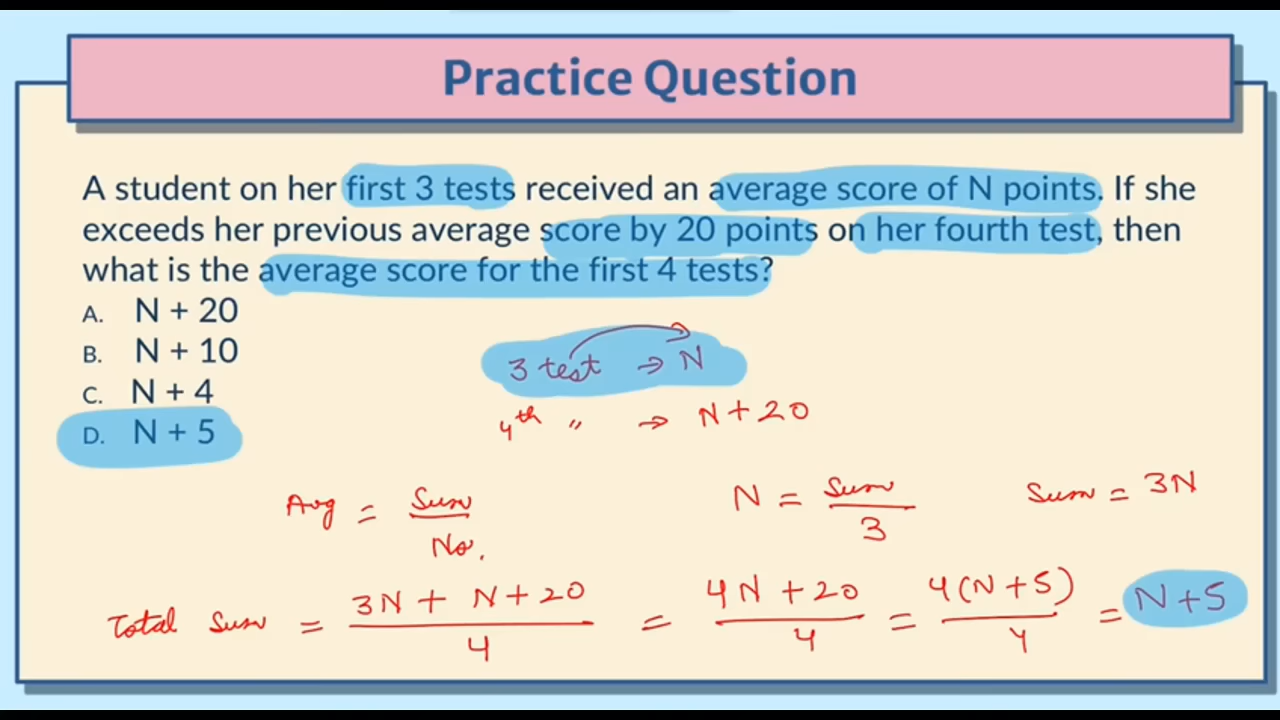 Practice Question
A student on her first 3 tests received an average score of N points. If she
exceeds her previous average score by 20 points on her fourth test, then
what is the average score for the first 4 tests?
A. N + 20
B. N + 10
C. N + 4
D. N + 5
3 test → N
4th " → N + 20
Avg = Sum / No.
N = Sum / 3
Sum = 3N
Total Sum = 3N + N + 20 / 4 = 4N + 20 / 4 = 4(N + 5) / 4 = N + 5